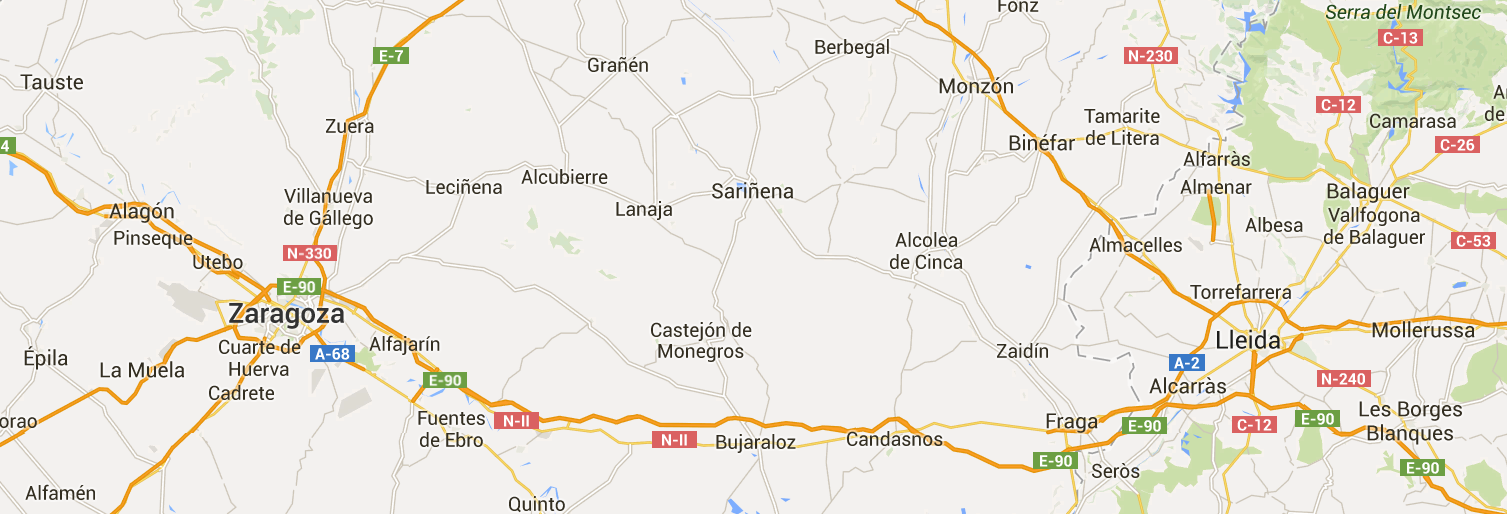 Fonz
Serra del Montsec
C-13
Berbegal
E-7
N-230
Grañén
Tauste
Monzón
C-12
Tamarite
de Litera
Camarasa
Zuera
Binéfar
C-26
4
Alfarràs
Leciñena
Alcubierre
Sariñena
Almenar
Balaguer
Villanueva
de Gállego
Lanaja
Alagón
Albesa
Vallfogona
de Balaguer
Pinseque
Alcolea
de Cinca
Almacelles
C-53
N-330
Utebo
E-90
Torrefarrera
Zaragoza
Castejón de
Monegros
Lleida
Mollerussa
Alfajarín
Cuarte de
Huerva
A-68
Zaidín
Épila
La Muela
A-2
E-90
Alcarràs
N-240
Cadrete
Fuentes
de Ebro
N-II
N-II
Bujaraloz
Candasnos
Fraga
E-90
C-12
E-90
Les Borges
Blanques
orao
E-90
Seròs
E-90
Alfamén
Quinto